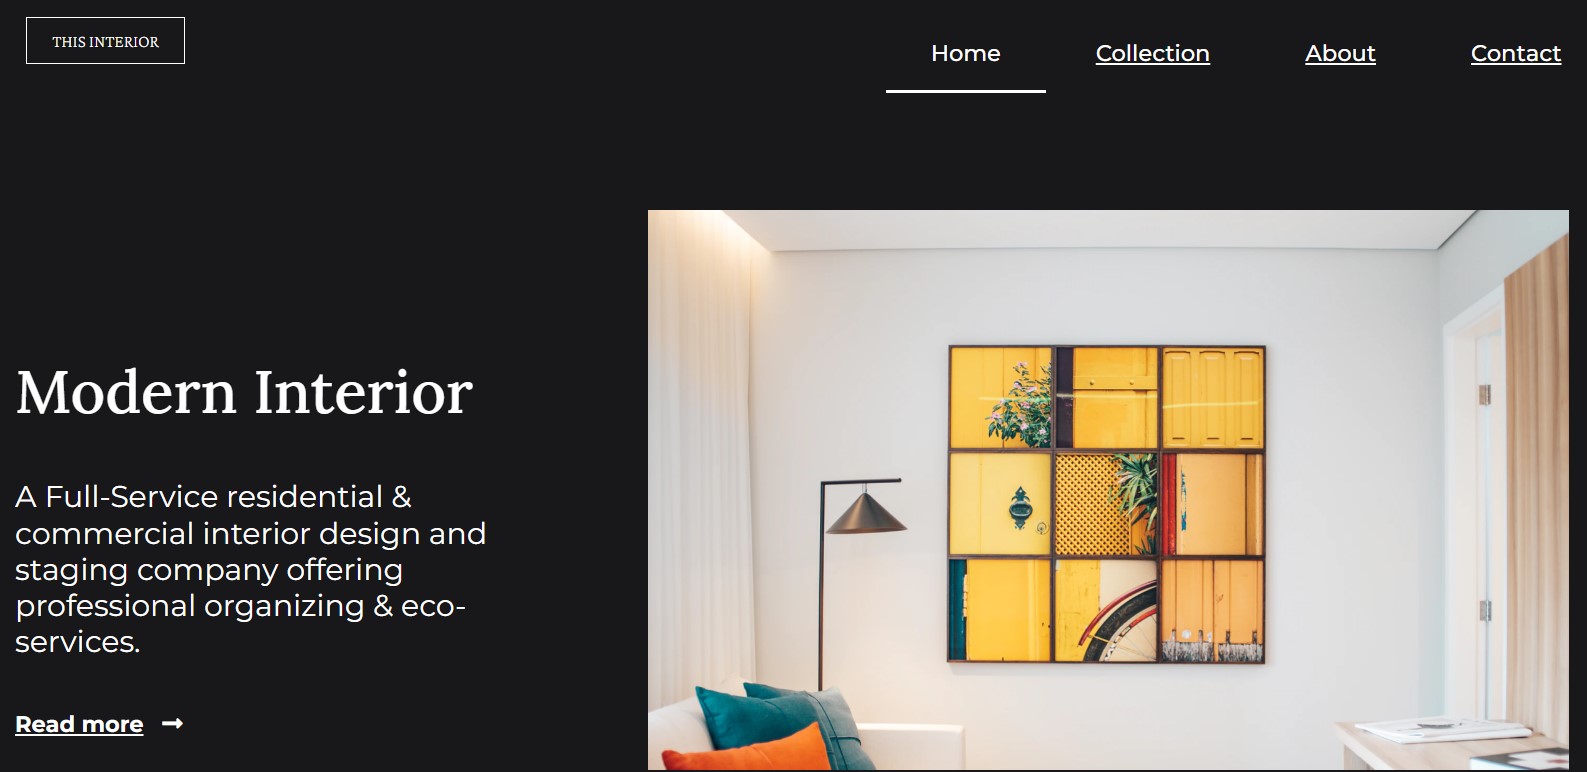 THIS INTERIOR
Home
Collection
About
Contact
Modern Interior
A Full-Service residential &
commercial interior design and
staging company offering
professional organizing & eco-
services.
Read more